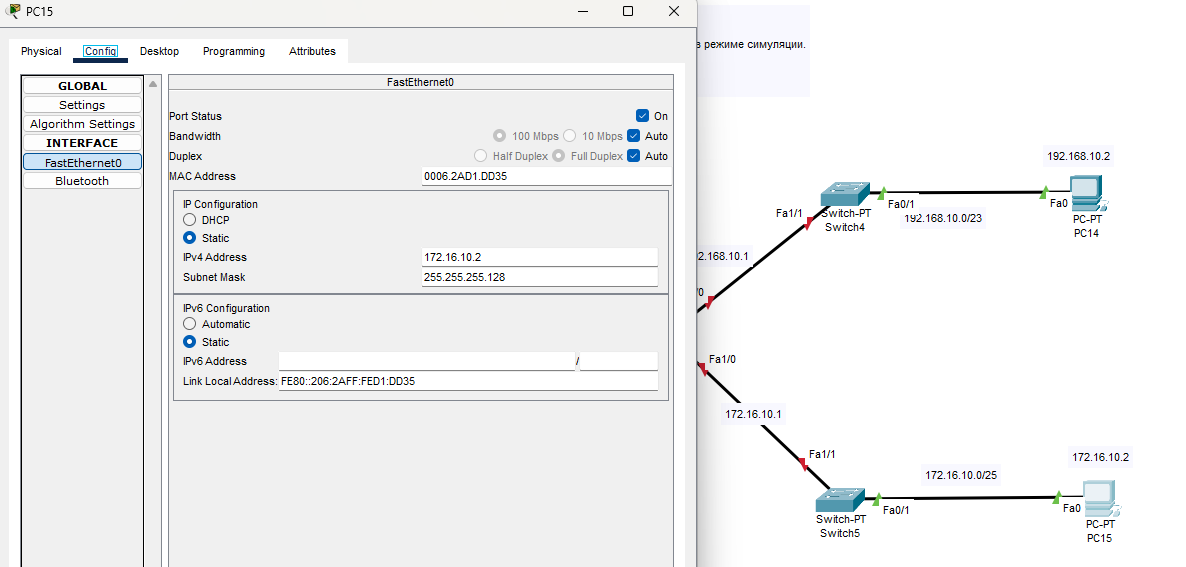 PC15
Physical Config Desktop Programming Attributes
GLOBAL
Settings
Algorithm Settings
INTERFACE
FastEthernet0
Bluetooth
FastEthernet0
Port Status On
Bandwidth 100 Mbps 10 Mbps Auto
Duplex Half Duplex Full Duplex Auto
MAC Address 0006.2AD1.DD35
IP Configuration
DHCP
Static
IPv4 Address 172.16.10.2
Subnet Mask 255.255.255.128
IPv6 Configuration
Automatic
Static
IPv6 Address /
Link Local Address: FE80::206:2AFF:FED1:DD35
в режиме симуляции.
192.168.10.2
Fa1/1
Switch-PT
Switch4
Fa0/1
192.168.10.0/23
Fa0
PC-PT
PC14
2.168.10.1
/0
Fa1/0
172.16.10.1
Fa1/1
Switch-PT
Switch5
Fa0/1
172.16.10.0/25
172.16.10.2
Fa0
PC-PT
PC15